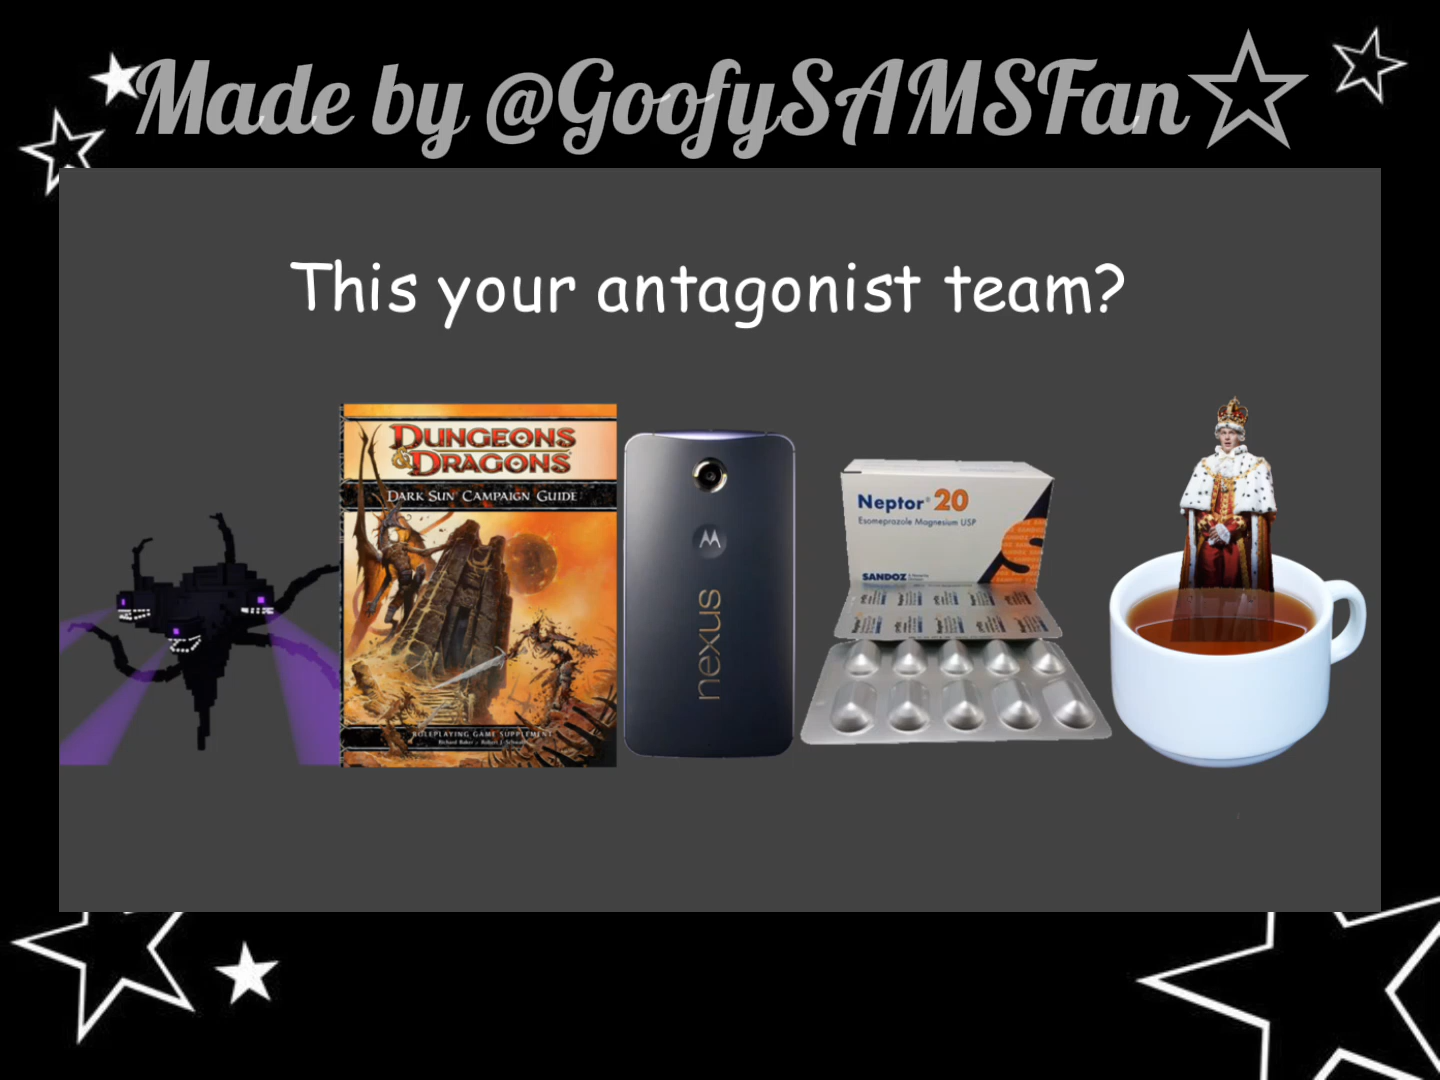 Made by @GoofySAMSFan☆
This your antagonist team?
DUNGEONS
& DRAGONS
DARK SUN CAMPAIGN GUIDE
ROLEPLAYING GAME SUPPLEMENT
nexus
Neptor® 20
Esomeprazole Magnesium USP
SANDOZ